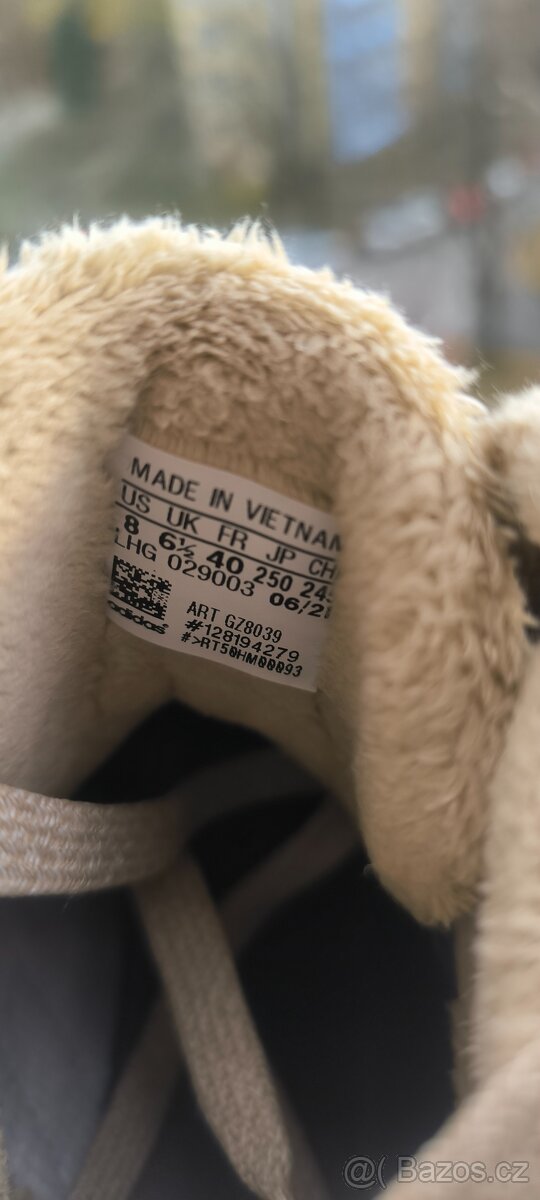 MADE IN VIETNAM
US UK FR JP CH
8 6½ 40 250 24
LHG 029003 06/2
adidas
ART GZ8039
#128194279
#>RT50HM00093
@( Bazos.cz